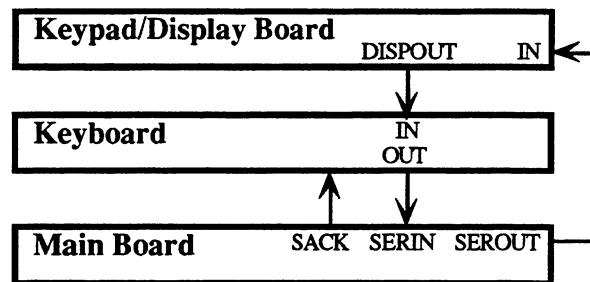 Keypad/Display Board
DISPOUT IN
Keyboard
IN
OUT
Main Board SACK SERIN SEROUT